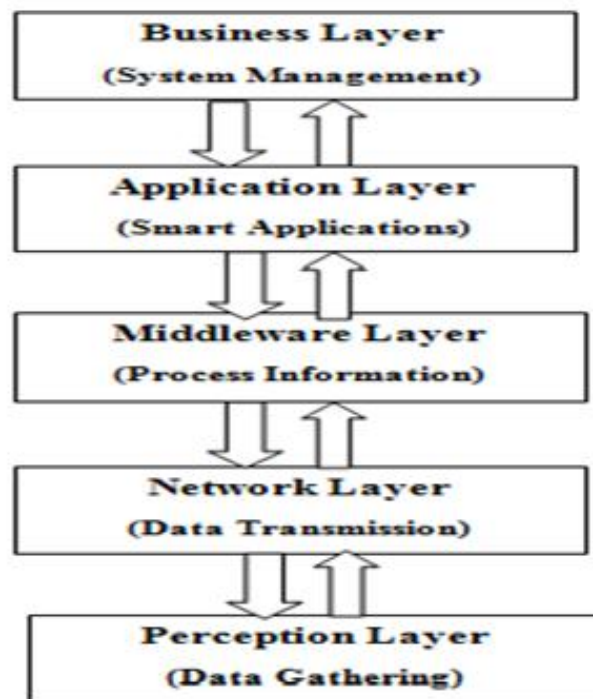 Business Layer
(System Management)
Application Layer
(Smart Applications)
Middleware Layer
(Process Information)
Network Layer
(Data Transmission)
Perception Layer
(Data Gathering)